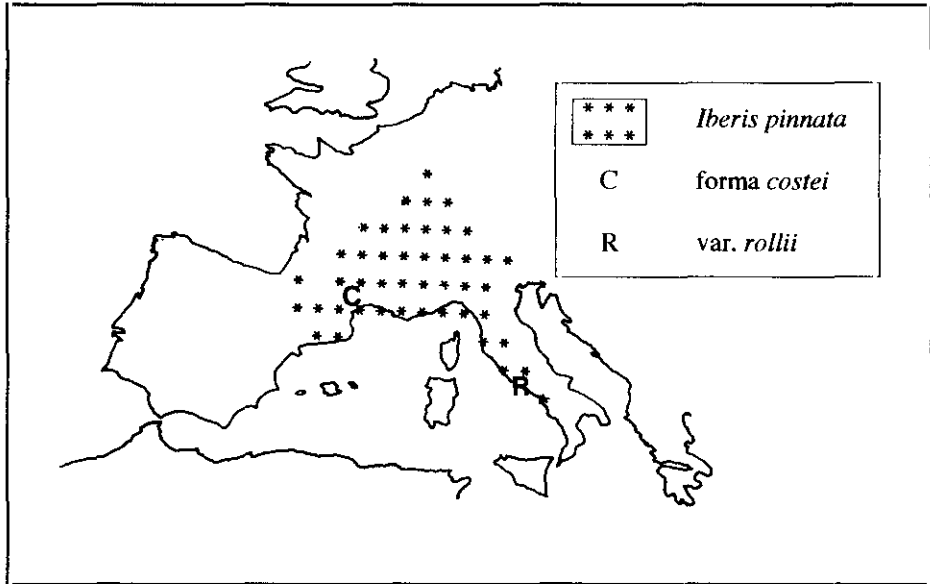 Iberis pinnata
C forma costei
R var. rollii
C
R